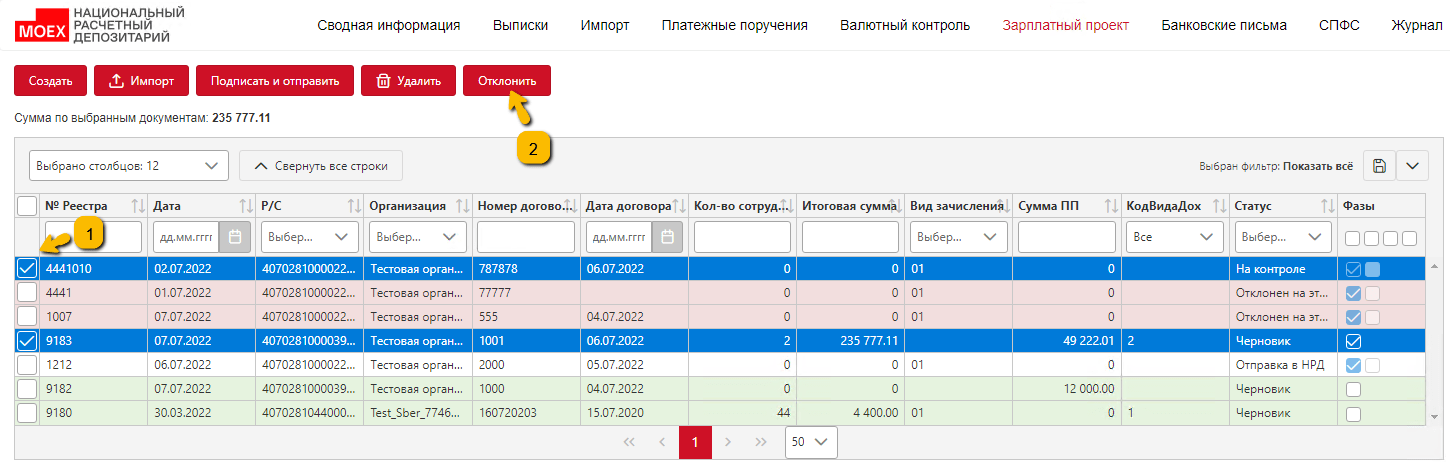 MOEX НАЦИОНАЛЬНЫЙ РАСЧЕТНЫЙ ДЕПОЗИТАРИЙ
Сводная информация Выписки Импорт Платежные поручения Валютный контроль Зарплатный проект Банковские письма СПФС Журнал
Создать Импорт Подписать и отправить Удалить Отклонить
Сумма по выбранным документам: 235 777.11
2
Выбрано столбцов: 12 Свернуть все строки Выбран фильтр: Показать всё
№ Реестра Дата Р/С Организация Номер догово... Дата договора Кол-во сотруд... Итоговая сумма Вид зачисления Сумма ПП КодВидаДох Статус Фазы
1 дд.мм.гггг Выбер... Выбер... дд.мм.гггг Выбер... Все Выбер...
4441010 02.07.2022 4070281000022... Тестовая орган... 787878 06.07.2022 0 0 01 0 На контроле
4441 01.07.2022 4070281000022... Тестовая орган... 77777 0 0 01 0 Отклонен на эт...
1007 07.07.2022 4070281000022... Тестовая орган... 555 04.07.2022 0 0 01 0 Отклонен на эт...
9183 07.07.2022 4070281000039... Тестовая орган... 1001 06.07.2022 2 235 777.11 49 222.01 2 Черновик
1212 06.07.2022 4070281000022... Тестовая орган... 2000 05.07.2022 0 0 01 0 Отправка в НРД
9182 07.07.2022 4070281000039... Тестовая орган... 1000 04.07.2022 0 0 12 000.00 Черновик
9180 30.03.2022 4070281044000... Test_Sber_7746... 160720203 15.07.2020 44 4 400.00 01 0 1 Черновик
1 50